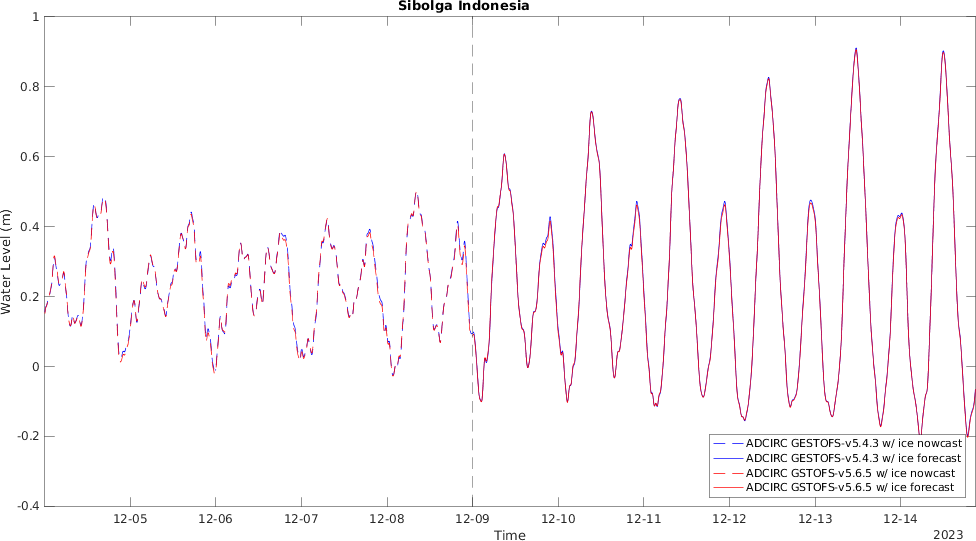 Sibolga Indonesia
1
0.8
0.6
0.4
0.2
0
-0.2
-0.4
Water Level (m)
ADCIRC GESTOFS-v5.4.3 w/ ice nowcast
ADCIRC GESTOFS-v5.4.3 w/ ice forecast
ADCIRC GSTOFS-v5.6.5 w/ ice nowcast
ADCIRC GSTOFS-v5.6.5 w/ ice forecast
12-05 12-06 12-07 12-08 12-09 12-10 12-11 12-12 12-13 12-14
Time
2023